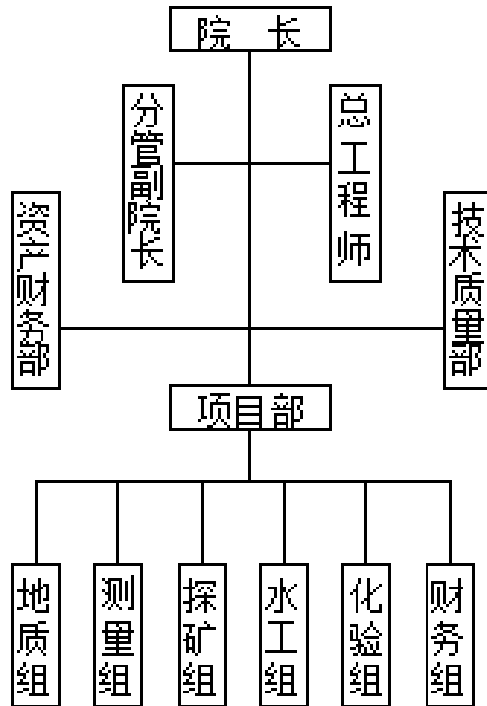 院 长
分管副院长
总工程师
资产财务部
技术质量部
项目部
地质组
测量组
探矿组
水工组
化验组
财务组